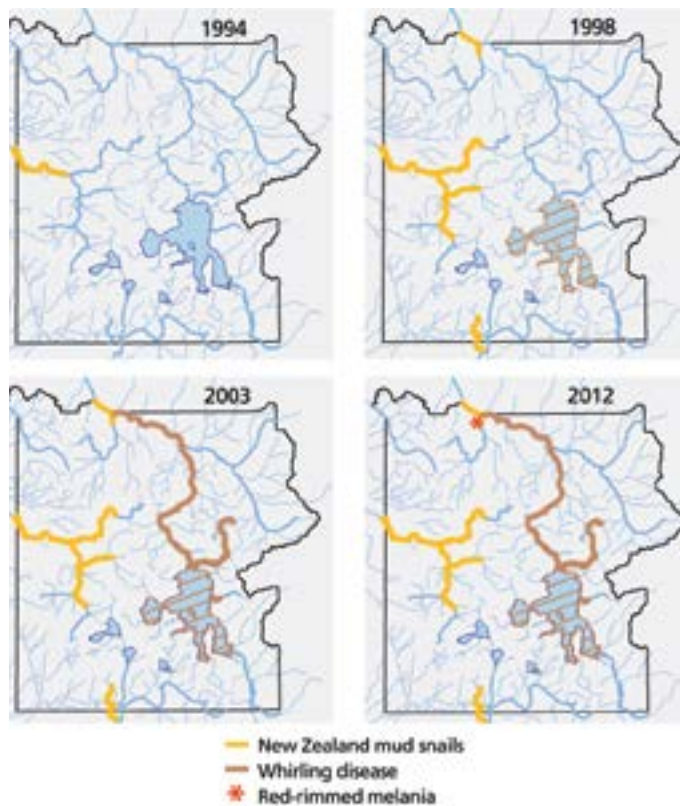 1994
1998
2003
2012
New Zealand mud snails
Whirling disease
Red-rimmed melania